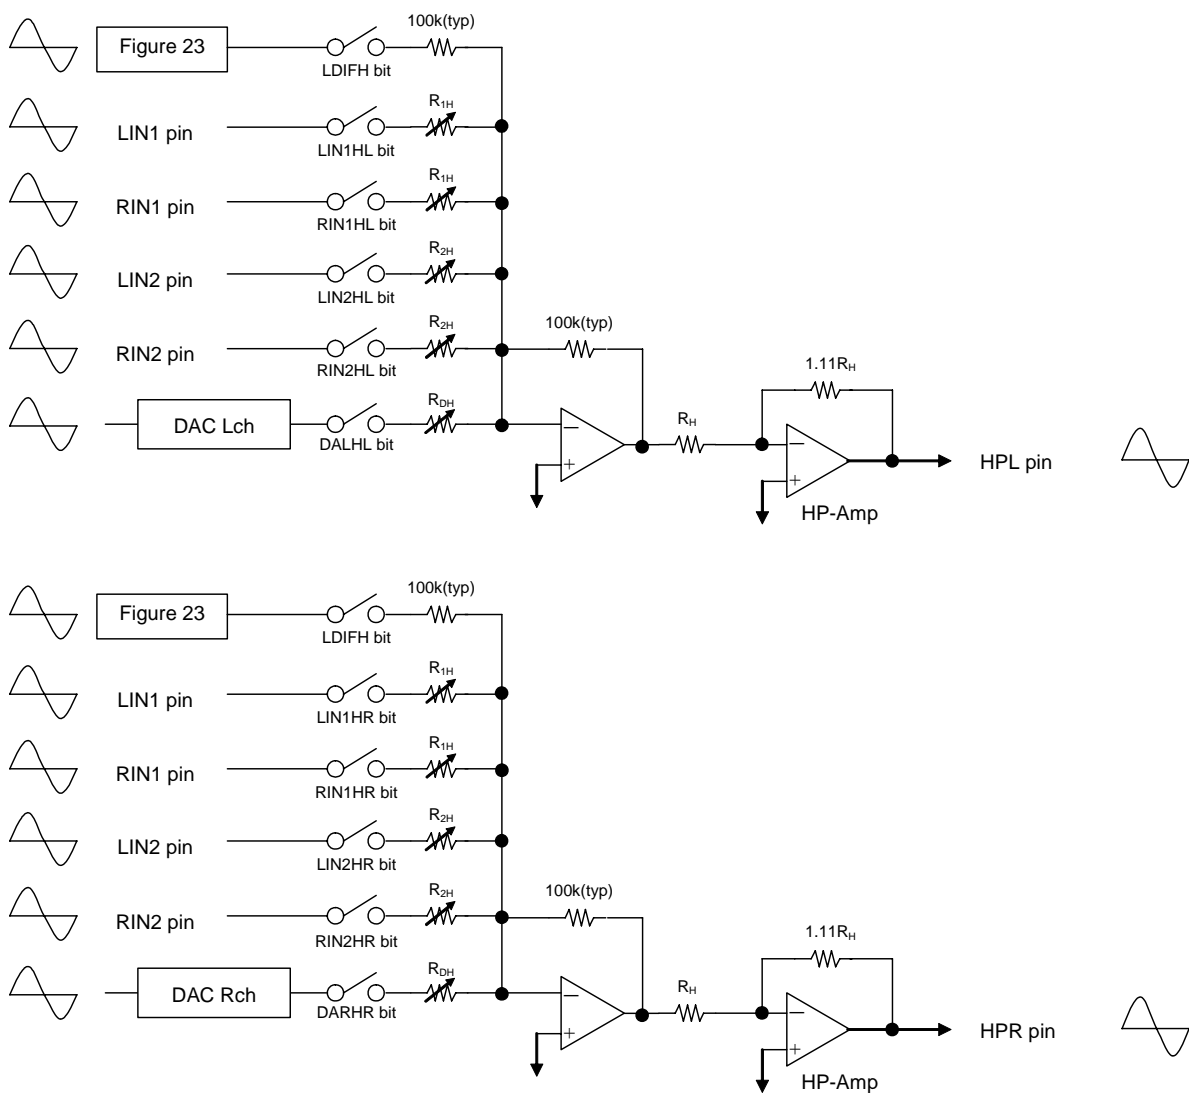 100k(typ)
Figure 23
LDIFH bit
R1H
LIN1 pin
LIN1HL bit
R1H
RIN1 pin
RIN1HL bit
R2H
LIN2 pin
LIN2HL bit
R2H
100k(typ)
RIN2 pin
RIN2HL bit
1.11RH
RDH
DAC Lch
DALHL bit
−
+
RH
−
+
HPL pin
HP-Amp
100k(typ)
Figure 23
LDIFH bit
R1H
LIN1 pin
LIN1HR bit
R1H
RIN1 pin
RIN1HR bit
R2H
LIN2 pin
LIN2HR bit
R2H
100k(typ)
RIN2 pin
RIN2HR bit
1.11RH
RDH
DAC Rch
DARHR bit
−
+
RH
−
+
HPR pin
HP-Amp